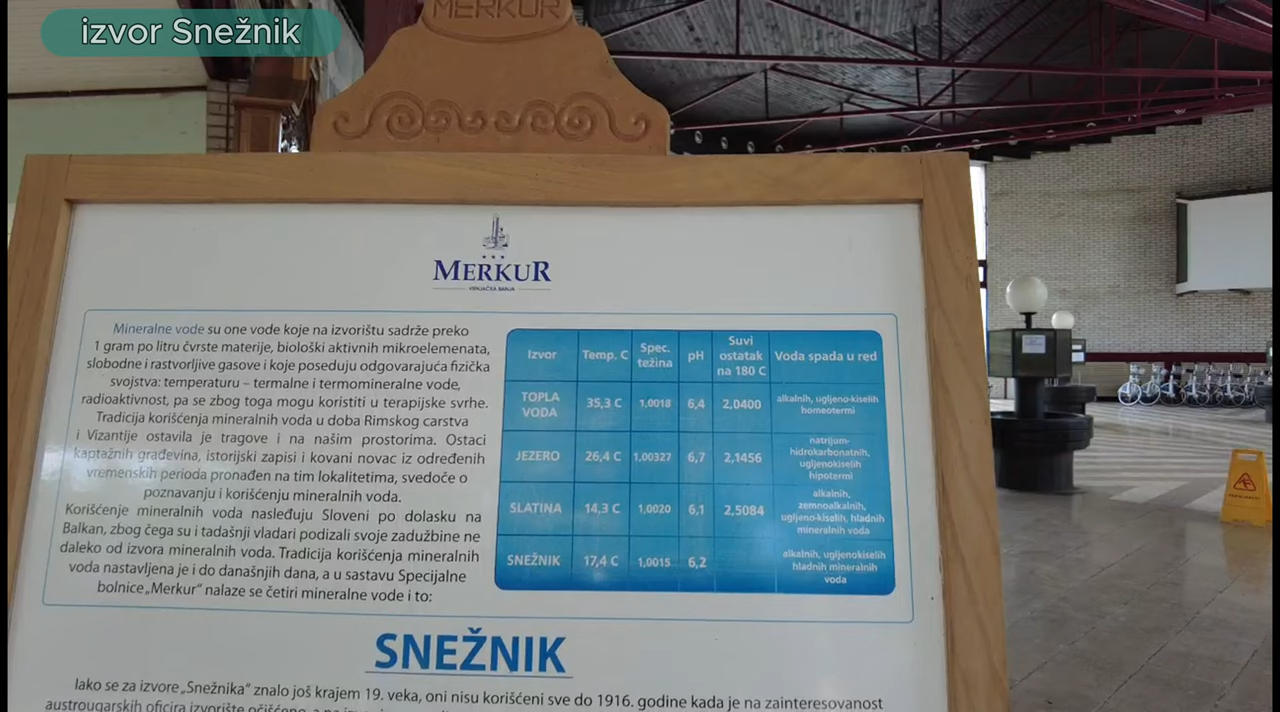 izvor Snežnik
MERKUR
MERKUR
VRNJAČKA BANJA
Mineralne vode su one vode koje na izvorištu sadrže preko
1 gram po litru čvrste materije, biološki aktivnih mikroelemenata,
slobodne i rastvorljive gasove i koje poseduju odgovarajuća fizička
svojstva: temperaturu – termalne i termomineralne vode,
radioaktivnost, pa se zbog toga mogu koristiti u terapijske svrhe.
Tradicija korišćenja mineralnih voda u doba Rimskog carstva
i Vizantije ostavila je tragove i na našim prostorima. Ostaci
kaptažnih građevina, istorijski zapisi i kovani novac iz određenih
vremenskih perioda pronađen na tim lokalitetima, svedoče o
poznavanju i korišćenju mineralnih voda.
Korišćenje mineralnih voda nasleđuju Sloveni po dolasku na
Balkan, zbog čega su i tadašnji vladari podizali svoje zadužbine ne
daleko od izvora mineralnih voda. Tradicija korišćenja mineralnih
voda nastavljena je i do današnjih dana, a u sastavu Specijalne
bolnice „Merkur" nalaze se četiri mineralne vode i to:
Izvor Temp. C Spec. težina pH Suvi ostatak na 180 C Voda spada u red
TOPLA VODA 35,3 C 1,0018 6,4 2,0400 alkalnih, ugljeno-kiselih homeotermi
JEZERO 26,4 C 1,00327 6,7 2,1456 natrijum-hidrokarbonatnih, ugljenokiselih hipotermi
SLATINA 14,3 C 1,0020 6,1 2,5084 alkalnih, zemnoalkalnih, ugljeno-kiselih, hladnih mineralnih voda
SNEŽNIK 17,4 C 1,0015 6,2 alkalnih, ugljenokiselih hladnih mineralnih voda
SNEŽNIK
Iako se za izvore „Snežnika" znalo još krajem 19. veka, oni nisu korišćeni sve do 1916. godine kada je na zainteresovanost
austrougarskih oficira izvorište očišćeno, a